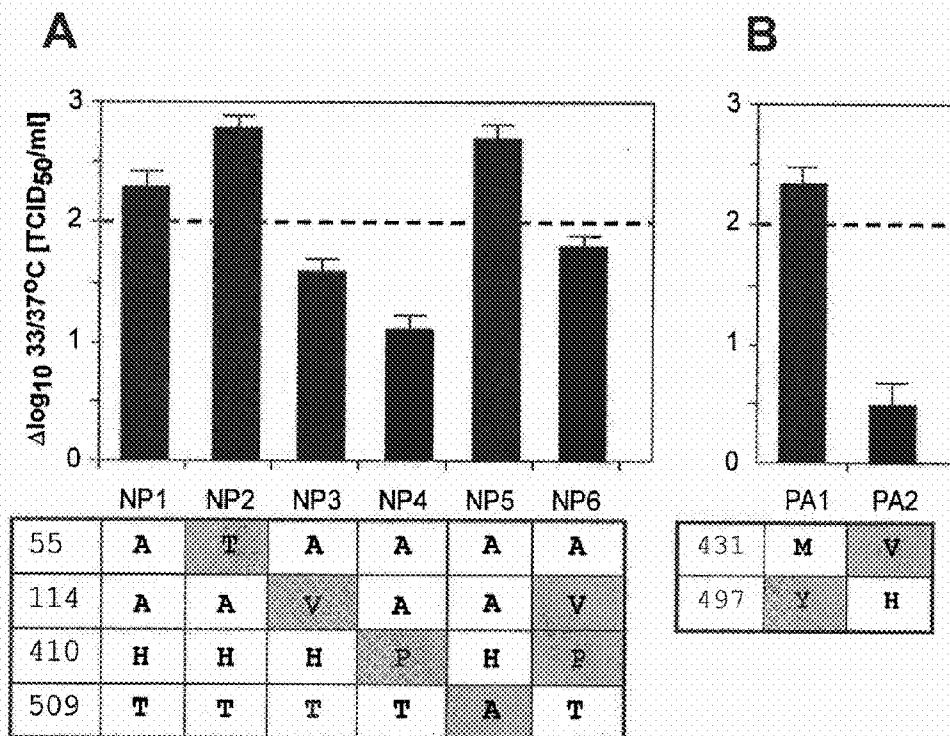 A B
3
2
1
0
Δlog10 33/37°C [TCID50/ml]
NP1 NP2 NP3 NP4 NP5 NP6
55 A T A A A A
114 A A V A A V
410 H H H P H P
509 T T T T A T
3
2
1
0
PA1 PA2
431 M V
497 Y H